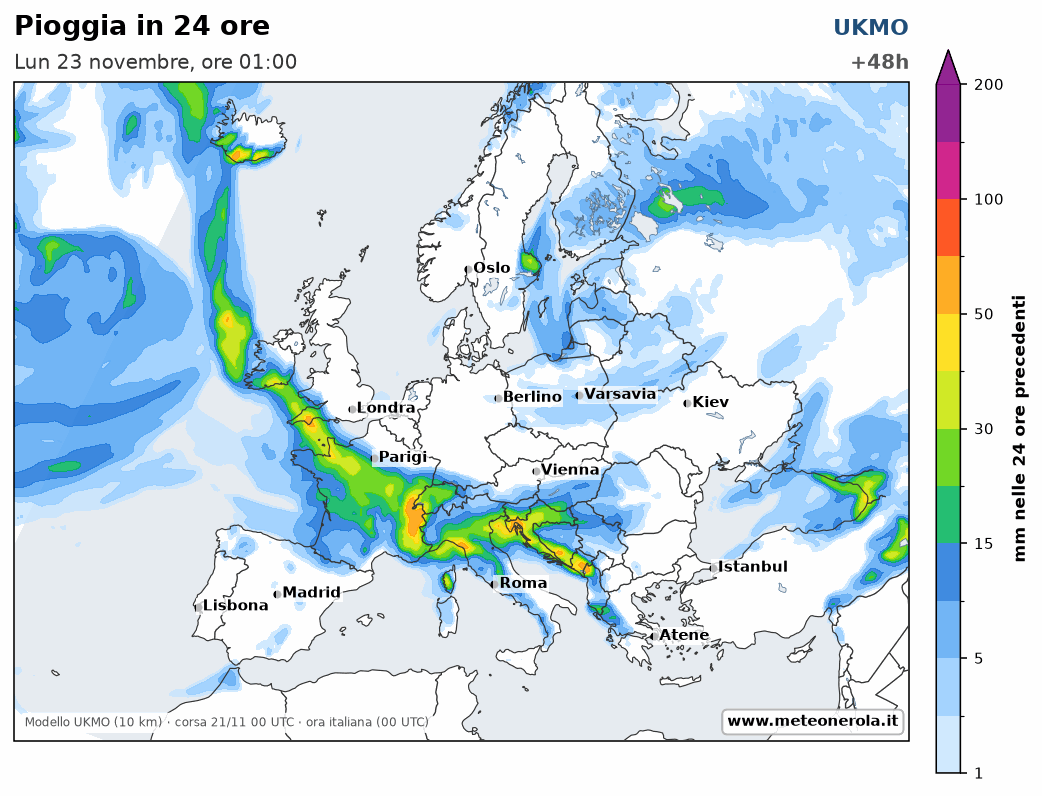 Pioggia in 24 ore
UKMO
Lun 23 novembre, ore 01:00
+48h
200
100
50
30
15
5
1
mm nelle 24 ore precedenti
Oslo
Londra
Berlino
Varsavia
Kiev
Parigi
Vienna
Istanbul
Roma
Madrid
Lisbona
Atene
Modello UKMO (10 km) · corsa 21/11 00 UTC · ora italiana (00 UTC)
www.meteonerola.it